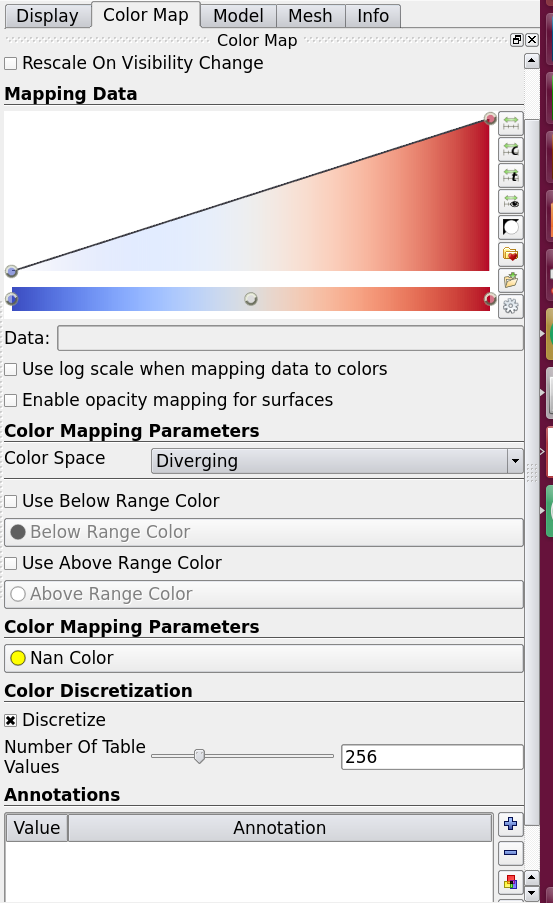 Display Color Map Model Mesh Info
Color Map
Rescale On Visibility Change
Mapping Data
Data:
Use log scale when mapping data to colors
Enable opacity mapping for surfaces
Color Mapping Parameters
Color Space Diverging
Use Below Range Color
Below Range Color
Use Above Range Color
Above Range Color
Color Mapping Parameters
Nan Color
Color Discretization
Discretize
Number Of Table
Values
256
Annotations
Value Annotation